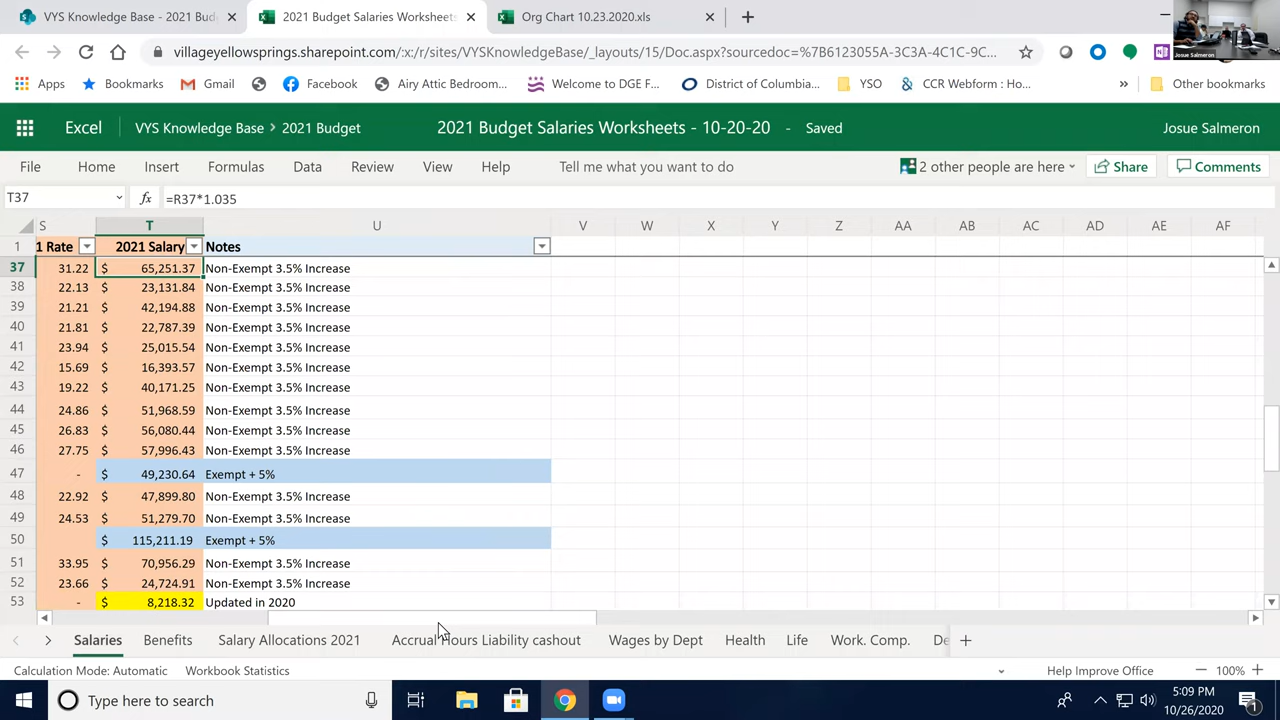 VYS Knowledge Base - 2021 Bud
2021 Budget Salaries Worksheets
Org Chart 10.23.2020.xls
Josue Salmeron
villageyellowsprings.sharepoint.com/:x:/r/sites/VYSKnowledgeBase/_layouts/15/Doc.aspx?sourcedoc=%7B6123055A-3C3A-4C1C-9C...
Apps Bookmarks Gmail Facebook Airy Attic Bedroom... Welcome to DGE F... District of Columbia... YSO CCR Webform : Ho... » Other bookmarks
Excel VYS Knowledge Base > 2021 Budget 2021 Budget Salaries Worksheets - 10-20-20 - Saved Josue Salmeron
File Home Insert Formulas Data Review View Help Tell me what you want to do 2 other people are here Share Comments
T37 fx =R37*1.035
S T U V W X Y Z AA AB AC AD AE AF
1 1 Rate 2021 Salary Notes
37 31.22 $ 65,251.37 Non-Exempt 3.5% Increase
38 22.13 $ 23,131.84 Non-Exempt 3.5% Increase
39 21.21 $ 42,194.88 Non-Exempt 3.5% Increase
40 21.81 $ 22,787.39 Non-Exempt 3.5% Increase
41 23.94 $ 25,015.54 Non-Exempt 3.5% Increase
42 15.69 $ 16,393.57 Non-Exempt 3.5% Increase
43 19.22 $ 40,171.25 Non-Exempt 3.5% Increase
44 24.86 $ 51,968.59 Non-Exempt 3.5% Increase
45 26.83 $ 56,080.44 Non-Exempt 3.5% Increase
46 27.75 $ 57,996.43 Non-Exempt 3.5% Increase
47 - $ 49,230.64 Exempt + 5%
48 22.92 $ 47,899.80 Non-Exempt 3.5% Increase
49 24.53 $ 51,279.70 Non-Exempt 3.5% Increase
50 $ 115,211.19 Exempt + 5%
51 33.95 $ 70,956.29 Non-Exempt 3.5% Increase
52 23.66 $ 24,724.91 Non-Exempt 3.5% Increase
53 - $ 8,218.32 Updated in 2020
Salaries Benefits Salary Allocations 2021 Accrual Hours Liability cashout Wages by Dept Health Life Work. Comp. De
Calculation Mode: Automatic Workbook Statistics Help Improve Office 100%
Type here to search
5:09 PM
10/26/2020
1